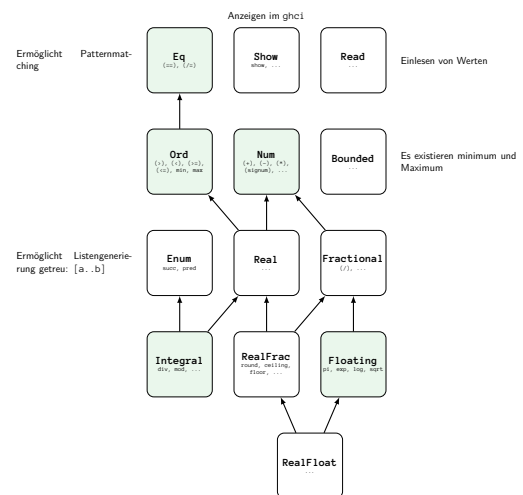 Anzeigen im ghci
Ermöglicht Patternmat-
ching
Eq
(==), (/=)
Show
show, ...
Read
...
Einlesen von Werten
Ord
(>), (<), (>=),
(<=), min, max
Num
(+), (-), (*),
(signum), ...
Bounded
...
Es existieren minimum und
Maximum
Ermöglicht Listengenerie-
rung getreu: [a..b]
Enum
succ, pred
Real
...
Fractional
(/), ...
Integral
div, mod, ...
RealFrac
round, ceiling,
floor, ...
Floating
pi, exp, log, sqrt
RealFloat
...